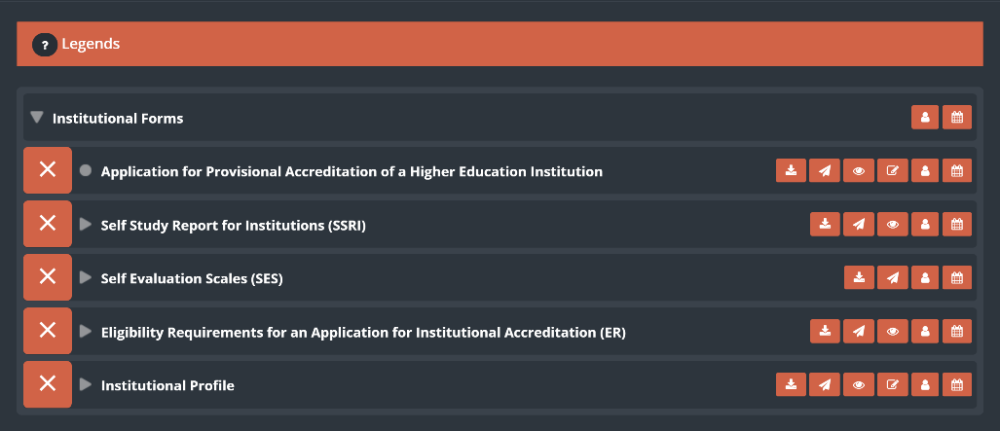 ? Legends
Institutional Forms
Application for Provisional Accreditation of a Higher Education Institution
Self Study Report for Institutions (SSRI)
Self Evaluation Scales (SES)
Eligibility Requirements for an Application for Institutional Accreditation (ER)
Institutional Profile